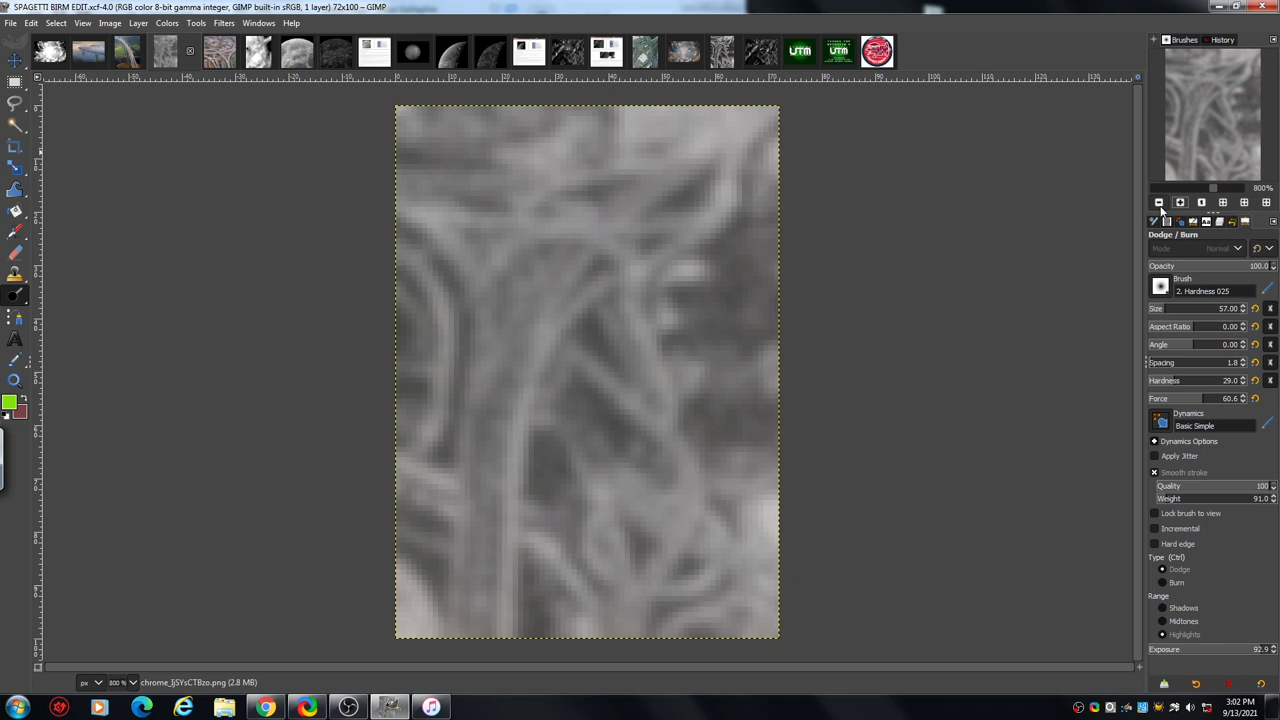 SPAGETTI BIRM EDIT.xcf-4.0 (RGB color 8-bit gamma integer, GIMP built-in sRGB, 1 layer) 72x100 – GIMP
File Edit Select View Image Layer Colors Tools Filters Windows Help
Brushes History
800%
Dodge / Burn
Mode Normal
Opacity 100.0
Brush
2. Hardness 025
Size 57.00
Aspect Ratio 0.00
Angle 0.00
Spacing 1.8
Hardness 29.0
Force 60.6
Dynamics
Basic Simple
Dynamics Options
Apply Jitter
Smooth stroke
Quality 100
Weight 91.0
Lock brush to view
Incremental
Hard edge
Type (Ctrl)
Dodge
Burn
Range
Shadows
Midtones
Highlights
Exposure 92.9
UTM
UTM
px 800 % chrome_IjSYsCTBzo.png (2.8 MB)
3:02 PM
9/13/2021